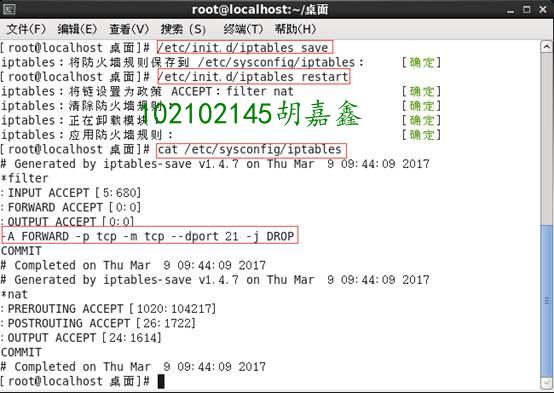 root@localhost:~/桌面
文件(F) 编辑(E) 查看(V) 搜索 (S) 终端(T) 帮助(H)
[root@localhost 桌面]# /etc/init.d/iptables save
iptables：将防火墙规则保存到 /etc/sysconfig/iptables： [确定]
[root@localhost 桌面]# /etc/init.d/iptables restart
iptables：将链设置为政策 ACCEPT：filter nat [确定]
iptables：清除防火墙规则： [确定]
iptables：正在卸载模块： [确定]
102102145胡嘉鑫
iptables：应用防火墙规则： [确定]
[root@localhost 桌面]# cat /etc/sysconfig/iptables
# Generated by iptables-save v1.4.7 on Thu Mar  9 09:44:09 2017
*filter
:INPUT ACCEPT [5:680]
:FORWARD ACCEPT [0:0]
:OUTPUT ACCEPT [0:0]
-A FORWARD -p tcp -m tcp --dport 21 -j DROP
COMMIT
# Completed on Thu Mar  9 09:44:09 2017
# Generated by iptables-save v1.4.7 on Thu Mar  9 09:44:09 2017
*nat
:PREROUTING ACCEPT [1020:104217]
:POSTROUTING ACCEPT [26:1722]
:OUTPUT ACCEPT [24:1614]
COMMIT
# Completed on Thu Mar  9 09:44:09 2017
[root@localhost 桌面]#